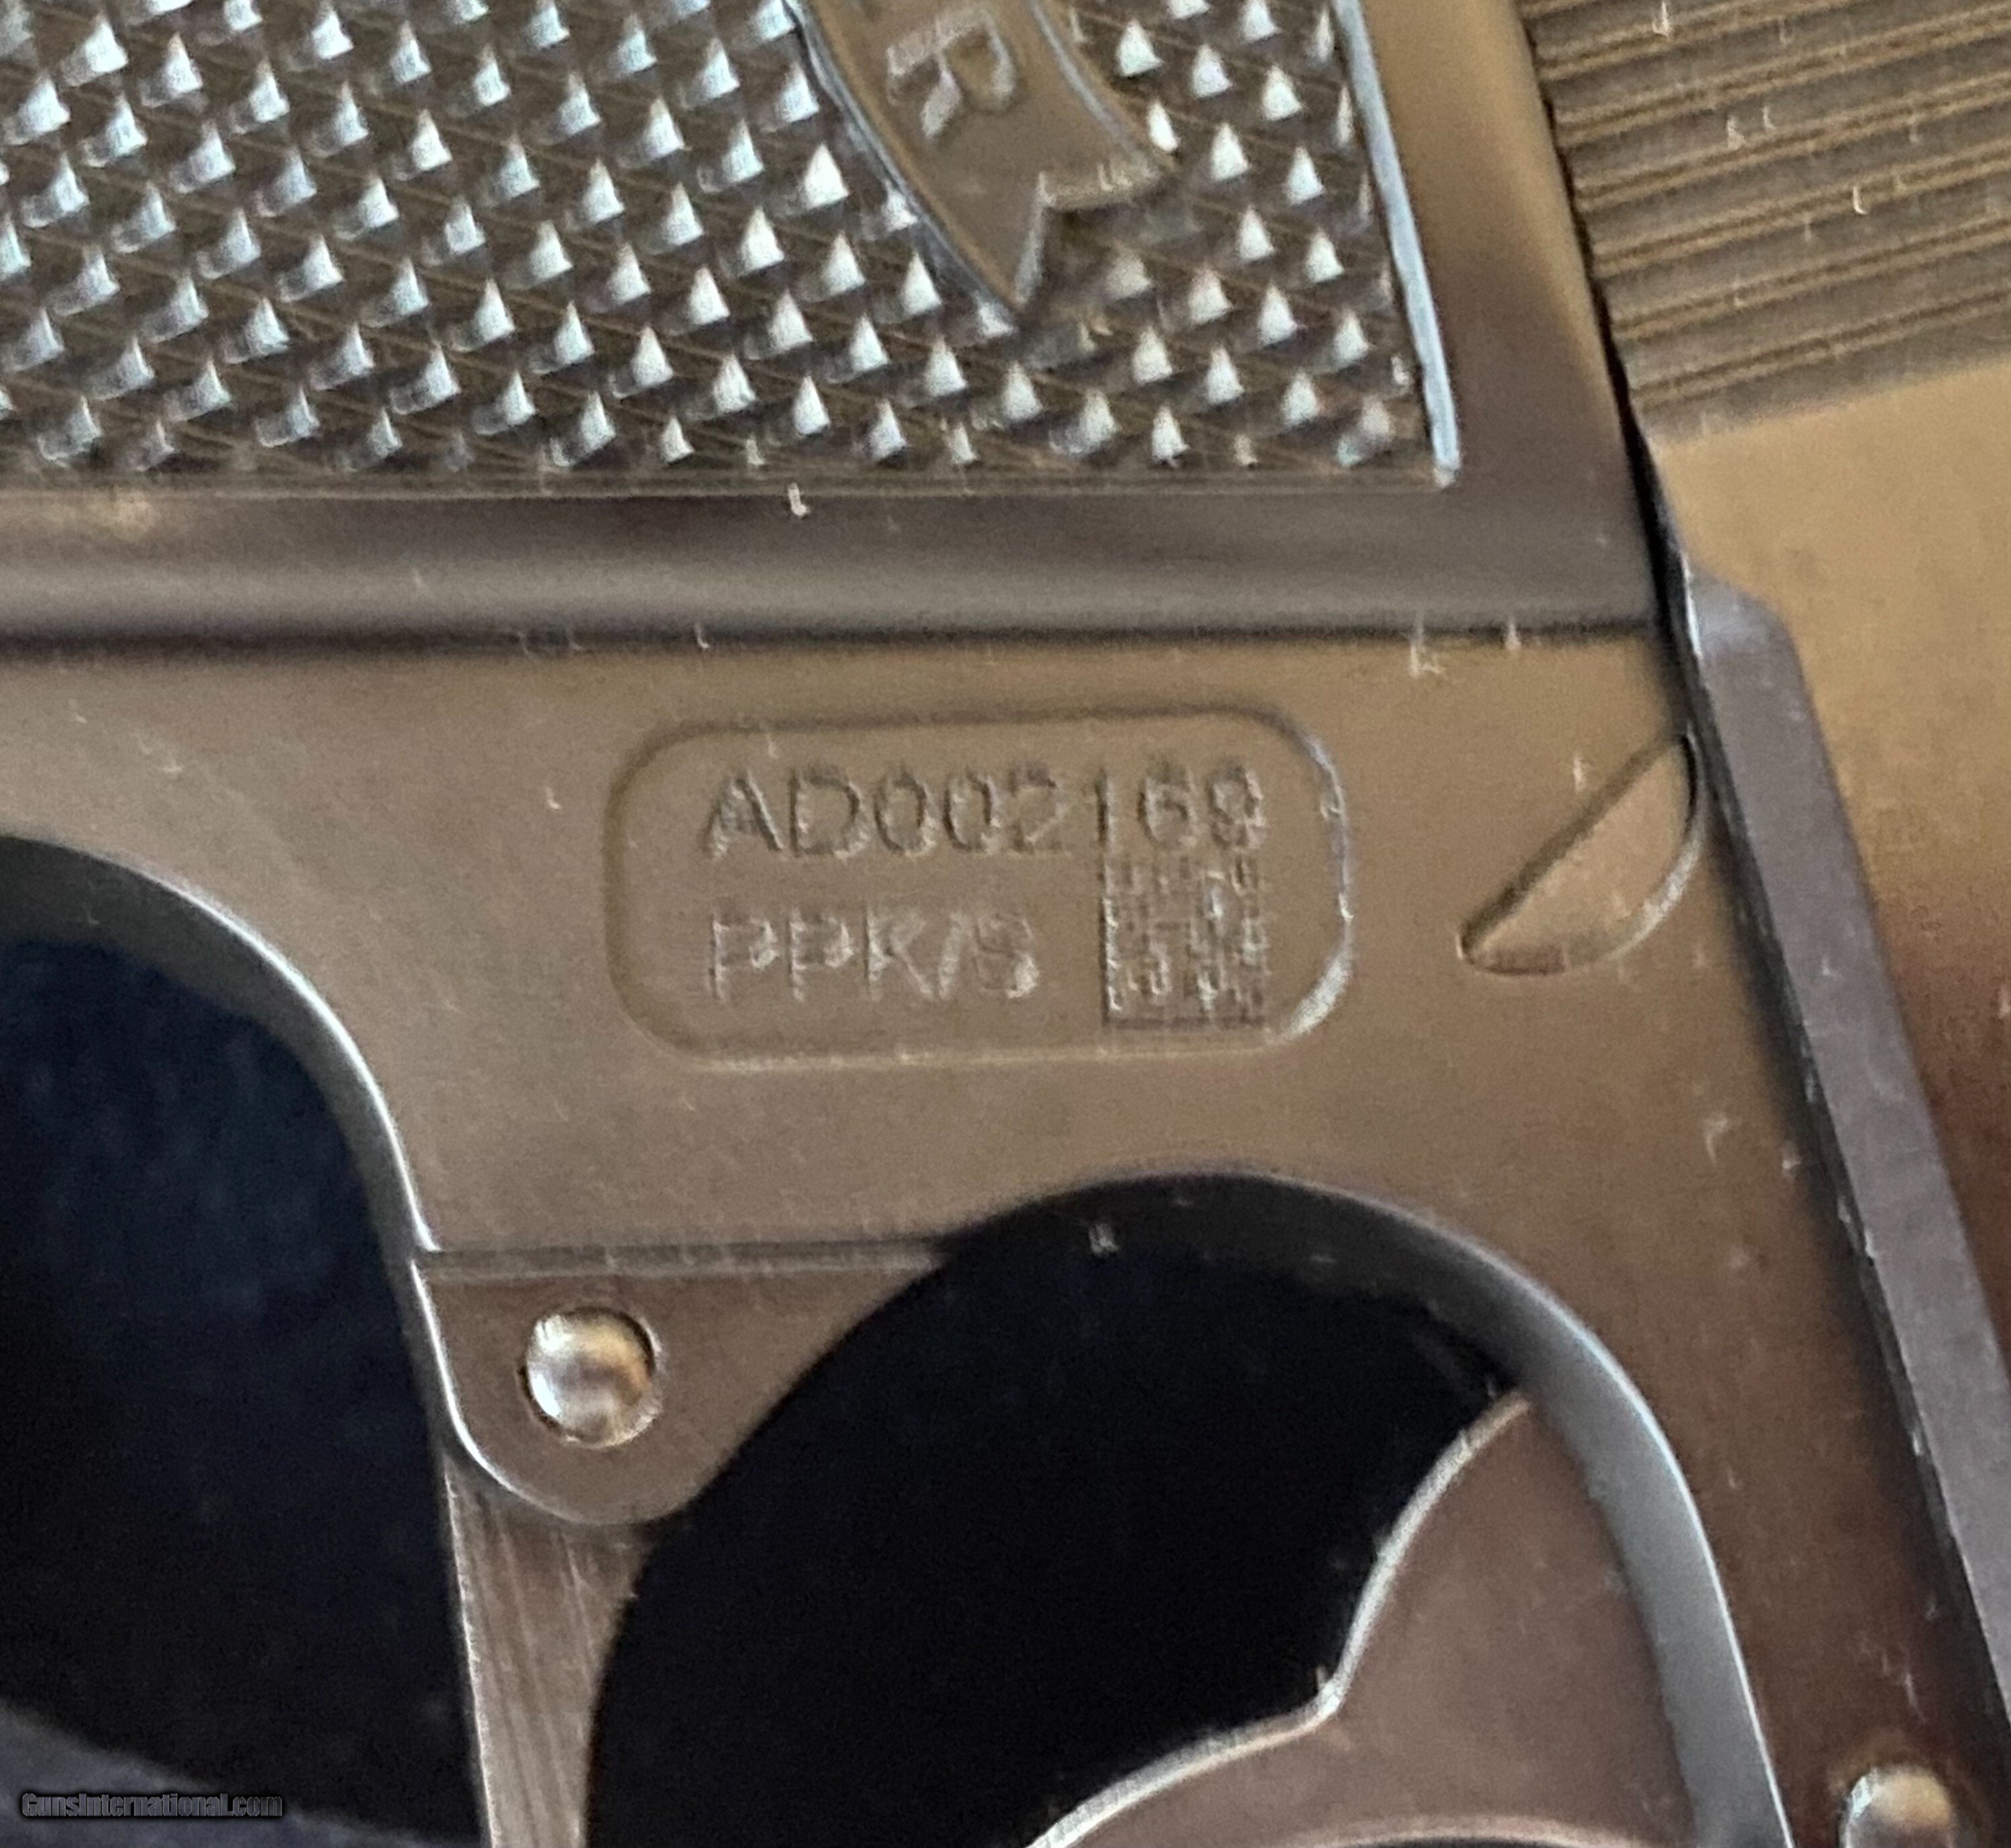 R
AD002169
PPK/S
GunsInternational.com